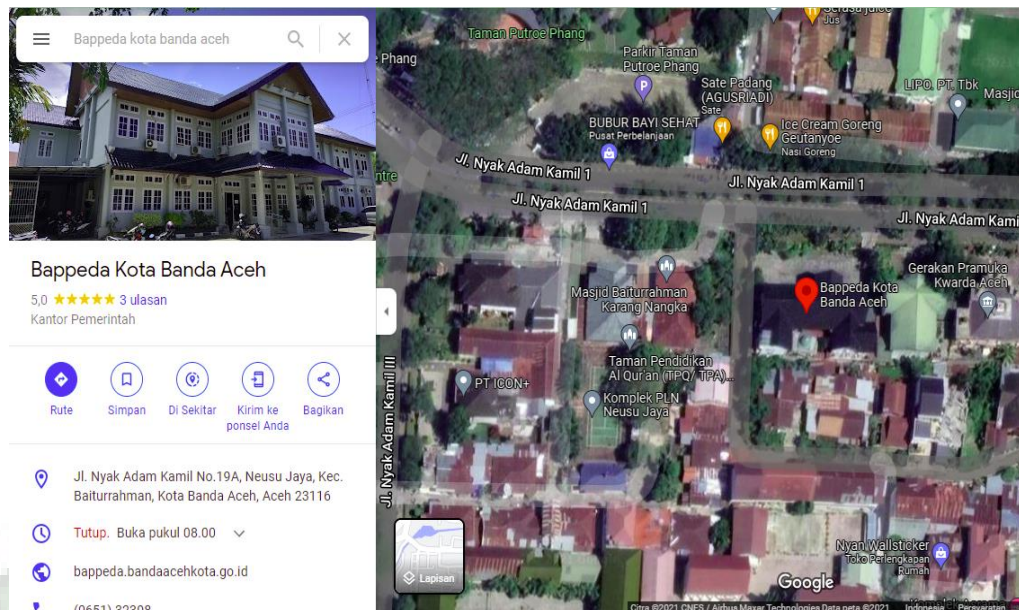 Bappeda kota banda aceh
Bappeda Kota Banda Aceh
5,0 ★★★★★ 3 ulasan
Kantor Pemerintah
Rute
Simpan
Di Sekitar
Kirim ke
ponsel Anda
Bagikan
Jl. Nyak Adam Kamil No.19A, Neusu Jaya, Kec.
Baiturrahman, Kota Banda Aceh, Aceh 23116
Tutup. Buka pukul 08.00
bappeda.bandaacehkota.go.id
(0651) 32308
Taman Putroe Phang
Phang
Parkir Taman
Putroe Phang
Jus
Sate Padang
(AGUSRIADI)
Sate
LIPO. PT. Tbk
Masjid
BUBUR BAYI SEHAT
Pusat Perbelanjaan
Ice Cream Goreng
Geutanyoe
Nasi Goreng
ntre
Jl. Nyak Adam Kamil 1
Jl. Nyak Adam Kamil 1
Jl. Nyak Adam Kamil 1
Jl. Nyak Adam Kami
Masjid Baiturrahman
Karang Nangka
Bappeda Kota
Banda Aceh
Gerakan Pramuka
Kwarda Aceh
Taman Pendidikan
Al Qur'an (TPQ/ TPA)...
PT ICON+
Komplek PLN
Neusu Jaya
Jl. Nyak Adam Kamil III
Nyan Wallsticker
Toko Perlengkapan
Rumah
Lapisan
Google
Citra ©2021 CNES / Airbus Maxar Technologies Data peta ©2021 Indonesia Persyaratan